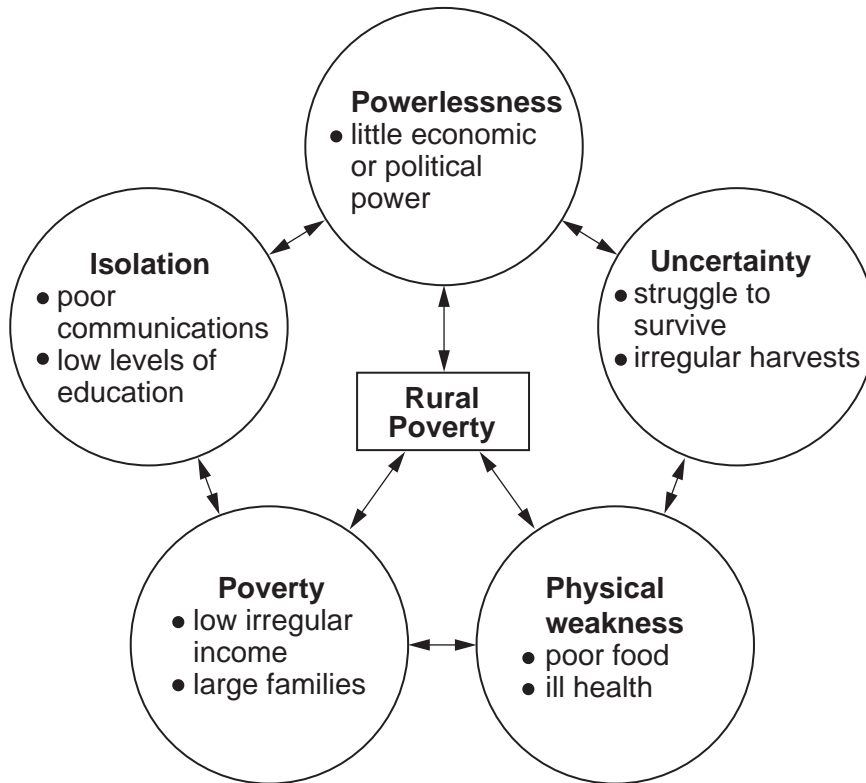 Powerlessness
● little economic
or political
power
Isolation
● poor
communications
● low levels of
education
Uncertainty
● struggle to
survive
● irregular harvests
Rural
Poverty
Poverty
● low irregular
income
● large families
Physical
weakness
● poor food
● ill health